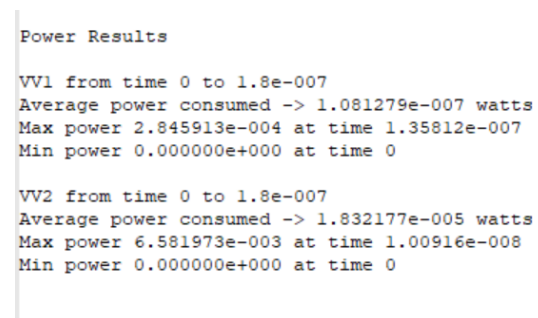 Power Results
VV1 from time 0 to 1.8e-007
Average power consumed -> 1.081279e-007 watts
Max power 2.845913e-004 at time 1.35812e-007
Min power 0.000000e+000 at time 0
VV2 from time 0 to 1.8e-007
Average power consumed -> 1.832177e-005 watts
Max power 6.581973e-003 at time 1.00916e-008
Min power 0.000000e+000 at time 0